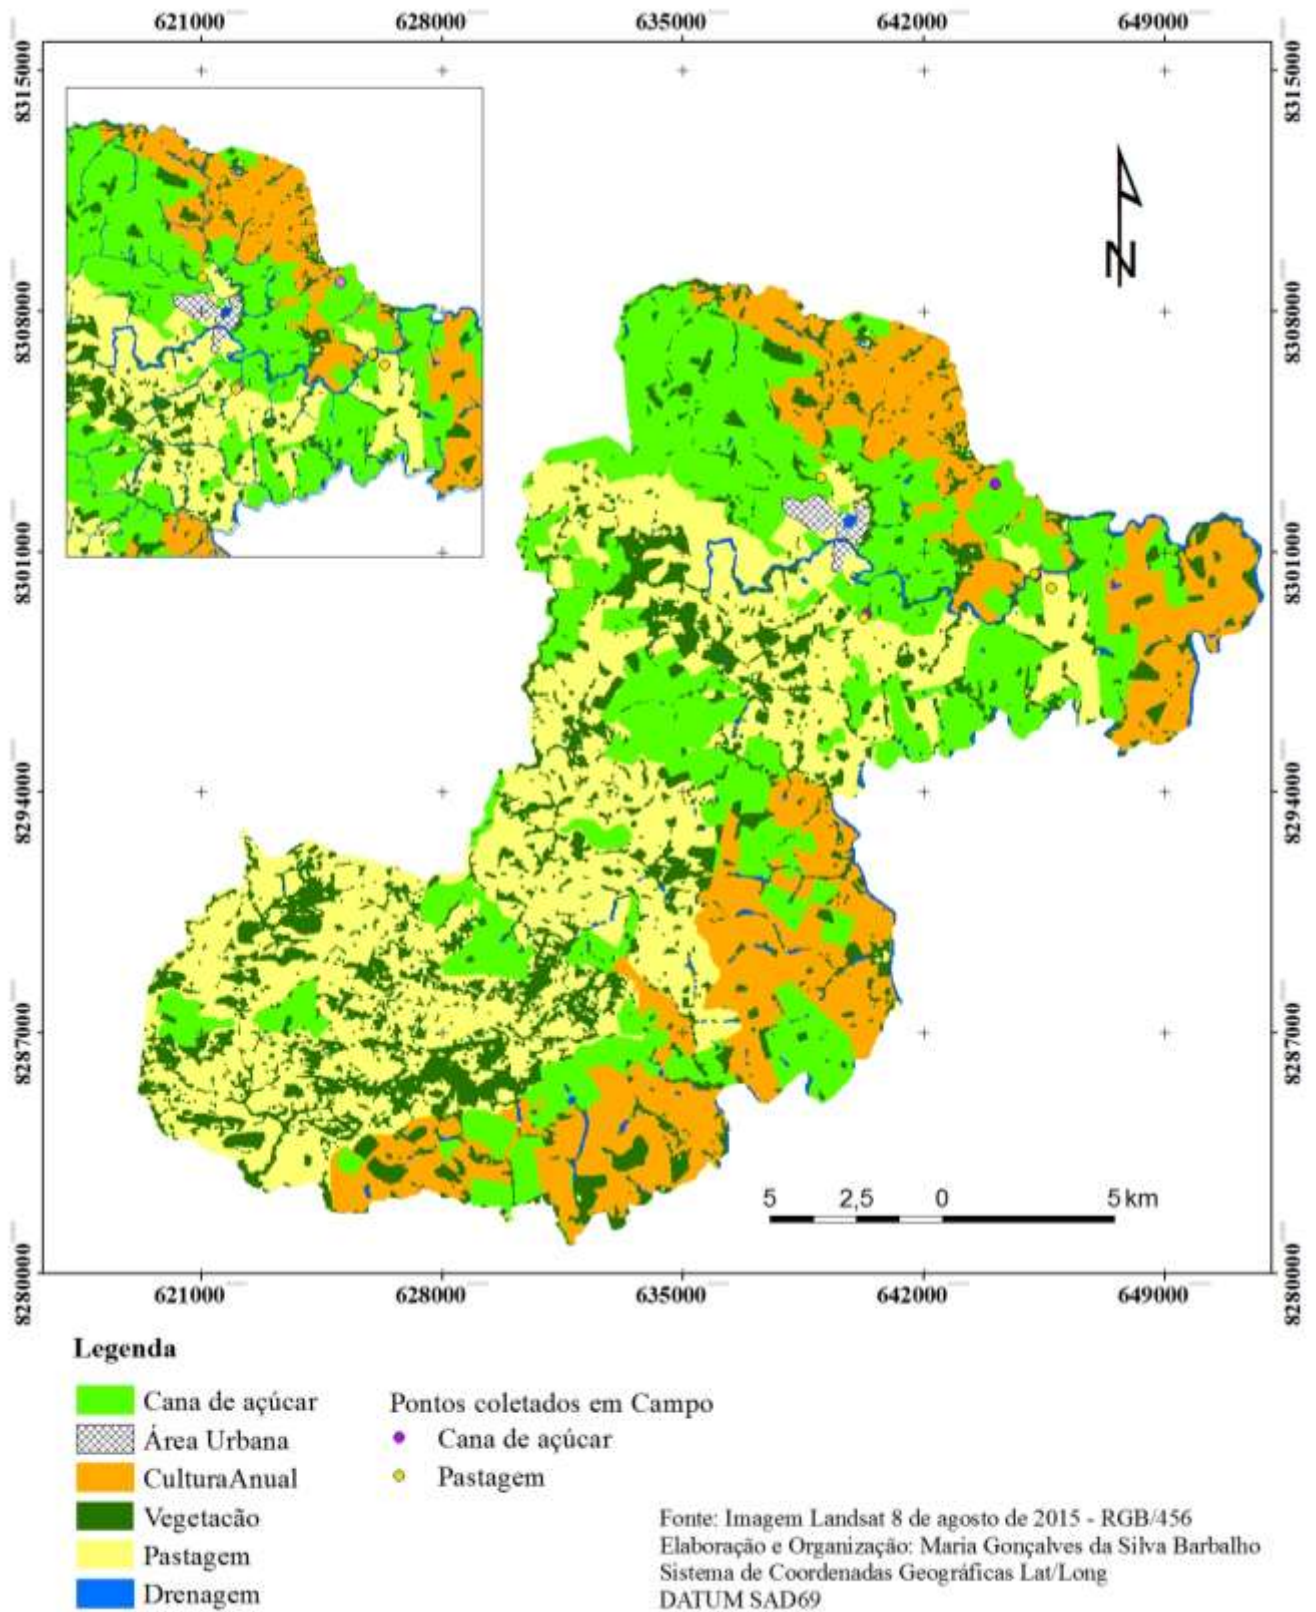 621000 628000 635000 642000 649000
8315000 8315000
8308000 8308000
8301000 8301000
8294000 8294000
8287000 8287000
8280000 8280000
N
5 2,5 0 5 km
621000 628000 635000 642000 649000
Legenda
Cana de açúcar
Área Urbana
CulturaAnual
Vegetacão
Pastagem
Drenagem
Pontos coletados em Campo
Cana de açúcar
Pastagem
Fonte: Imagem Landsat 8 de agosto de 2015 - RGB/456
Elaboração e Organização: Maria Gonçalves da Silva Barbalho
Sistema de Coordenadas Geográficas Lat/Long
DATUM SAD69